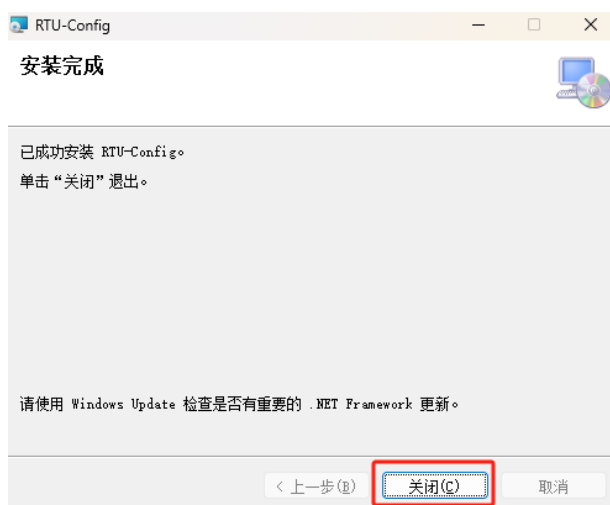 RTU-Config
安装完成
已成功安装 RTU-Config。
单击“关闭”退出。
请使用 Windows Update 检查是否有重要的 .NET Framework 更新。
< 上一步(B) 关闭(C) 取消